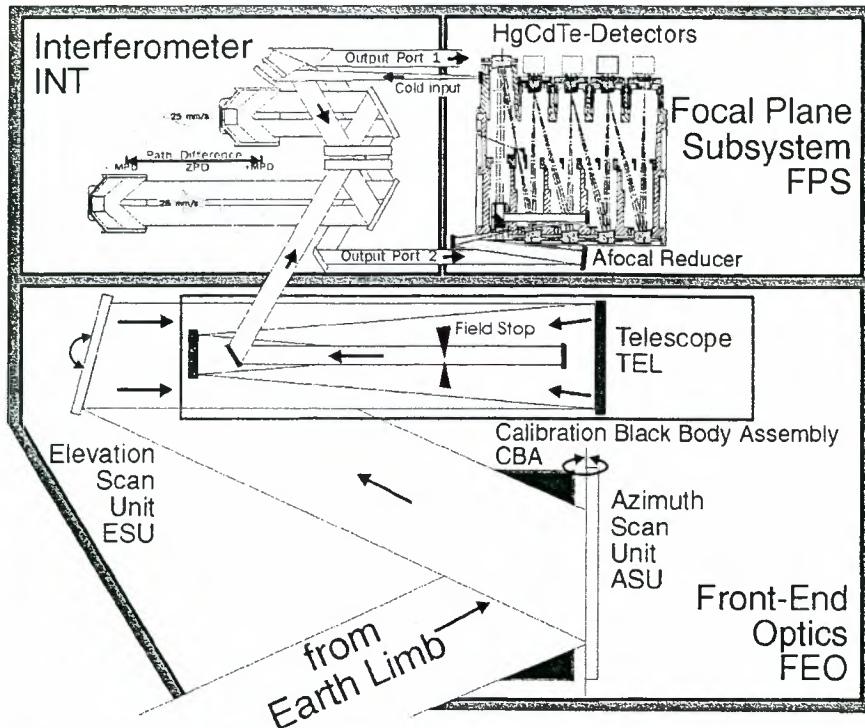 Interferometer
INT
Output Port 1
Cold input
25 mm/s
Path Difference
MPD
ZPD
+MPD
25 mm/s
Output Port 2
HgCdTe-Detectors
Focal Plane
Subsystem
FPS
Afocal Reducer
Field Stop
Telescope
TEL
Calibration Black Body Assembly
CBA
Elevation
Scan
Unit
ESU
Azimuth
Scan
Unit
ASU
from
Earth Limb
Front-End
Optics
FEO